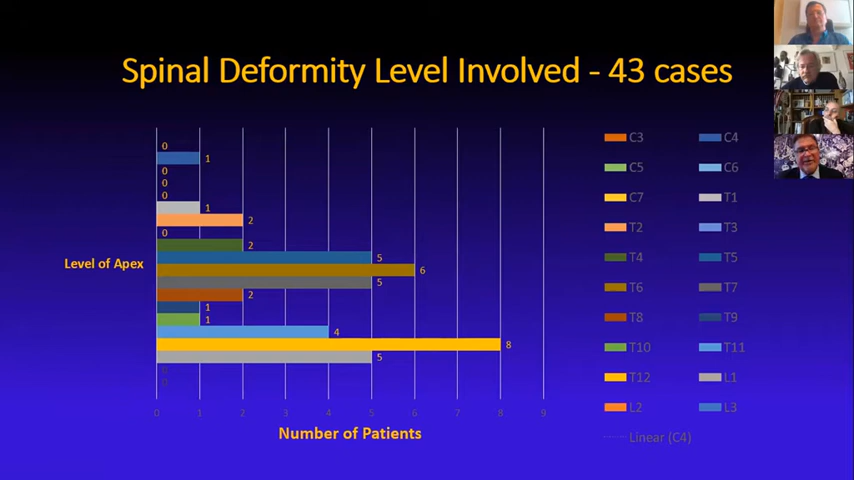 Spinal Deformity Level Involved - 43 cases
0
1
0
0
0
1
2
0
2
5
Level of Apex
6
5
2
1
1
4
8
5
0
0
0 1 2 3 4 5 6 7 8 9
Number of Patients
C3 C4
C5 C6
C7 T1
T2 T3
T4 T5
T6 T7
T8 T9
T10 T11
T12 L1
L2 L3
Linear (C4)